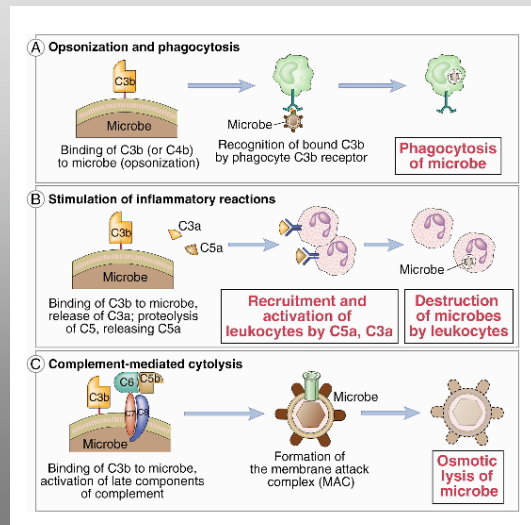 A Opsonization and phagocytosis
C3b
Microbe
Binding of C3b (or C4b)
to microbe (opsonization)
Microbe
Recognition of bound C3b
by phagocyte C3b receptor
Phagocytosis
of microbe
B Stimulation of inflammatory reactions
C3b
C3a
C5a
Microbe
Binding of C3b to microbe,
release of C3a; proteolysis
of C5, releasing C5a
Recruitment and
activation of
leukocytes by C5a, C3a
Microbe
Destruction
of microbes
by leukocytes
C Complement-mediated cytolysis
C3b
C6
C5b
C7
C8
Microbe
Binding of C3b to microbe,
activation of late components
of complement
Microbe
Formation of
the membrane attack
complex (MAC)
Osmotic
lysis of
microbe